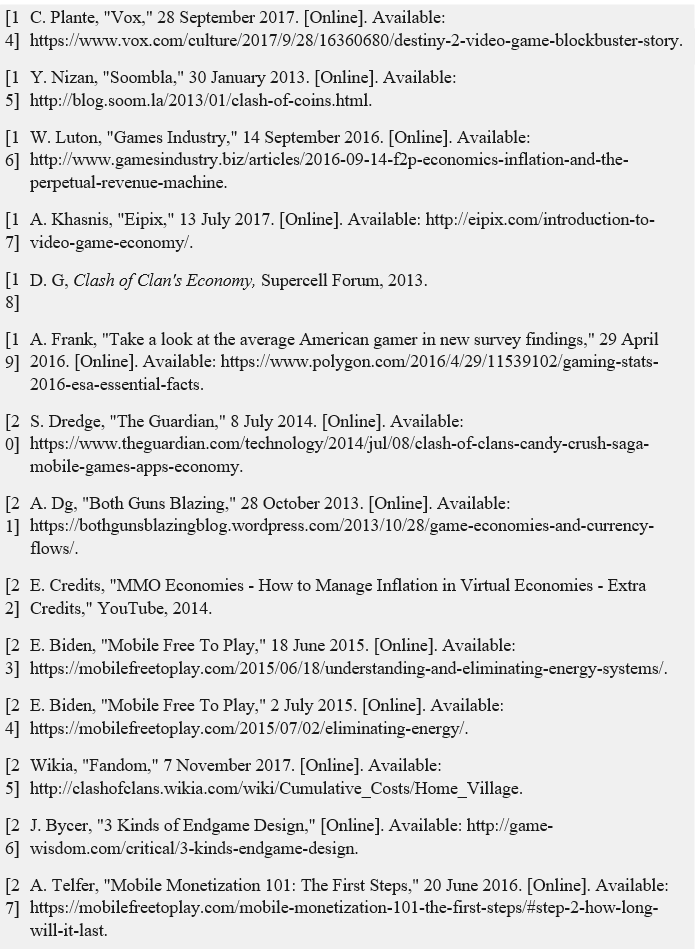 [1 C. Plante, "Vox," 28 September 2017. [Online]. Available:
4] https://www.vox.com/culture/2017/9/28/16360680/destiny-2-video-game-blockbuster-story.
[1 Y. Nizan, "Soombla," 30 January 2013. [Online]. Available:
5] http://blog.soom.la/2013/01/clash-of-coins.html.
[1 W. Luton, "Games Industry," 14 September 2016. [Online]. Available:
6] http://www.gamesindustry.biz/articles/2016-09-14-f2p-economics-inflation-and-the-
perpetual-revenue-machine.
[1 A. Khasnis, "Eipix," 13 July 2017. [Online]. Available: http://eipix.com/introduction-to-
7] video-game-economy/.
[1 D. G, Clash of Clan's Economy, Supercell Forum, 2013.
8]
[1 A. Frank, "Take a look at the average American gamer in new survey findings," 29 April
9] 2016. [Online]. Available: https://www.polygon.com/2016/4/29/11539102/gaming-stats-
2016-esa-essential-facts.
[2 S. Dredge, "The Guardian," 8 July 2014. [Online]. Available:
0] https://www.theguardian.com/technology/2014/jul/08/clash-of-clans-candy-crush-saga-
mobile-games-apps-economy.
[2 A. Dg, "Both Guns Blazing," 28 October 2013. [Online]. Available:
1] https://bothgunsblazingblog.wordpress.com/2013/10/28/game-economies-and-currency-
flows/.
[2 E. Credits, "MMO Economies - How to Manage Inflation in Virtual Economies - Extra
2] Credits," YouTube, 2014.
[2 E. Biden, "Mobile Free To Play," 18 June 2015. [Online]. Available:
3] https://mobilefreetoplay.com/2015/06/18/understanding-and-eliminating-energy-systems/.
[2 E. Biden, "Mobile Free To Play," 2 July 2015. [Online]. Available:
4] https://mobilefreetoplay.com/2015/07/02/eliminating-energy/.
[2 Wikia, "Fandom," 7 November 2017. [Online]. Available:
5] http://clashofclans.wikia.com/wiki/Cumulative_Costs/Home_Village.
[2 J. Bycer, "3 Kinds of Endgame Design," [Online]. Available: http://game-
6] wisdom.com/critical/3-kinds-endgame-design.
[2 A. Telfer, "Mobile Monetization 101: The First Steps," 20 June 2016. [Online]. Available:
7] https://mobilefreetoplay.com/mobile-monetization-101-the-first-steps/#step-2-how-long-
will-it-last.